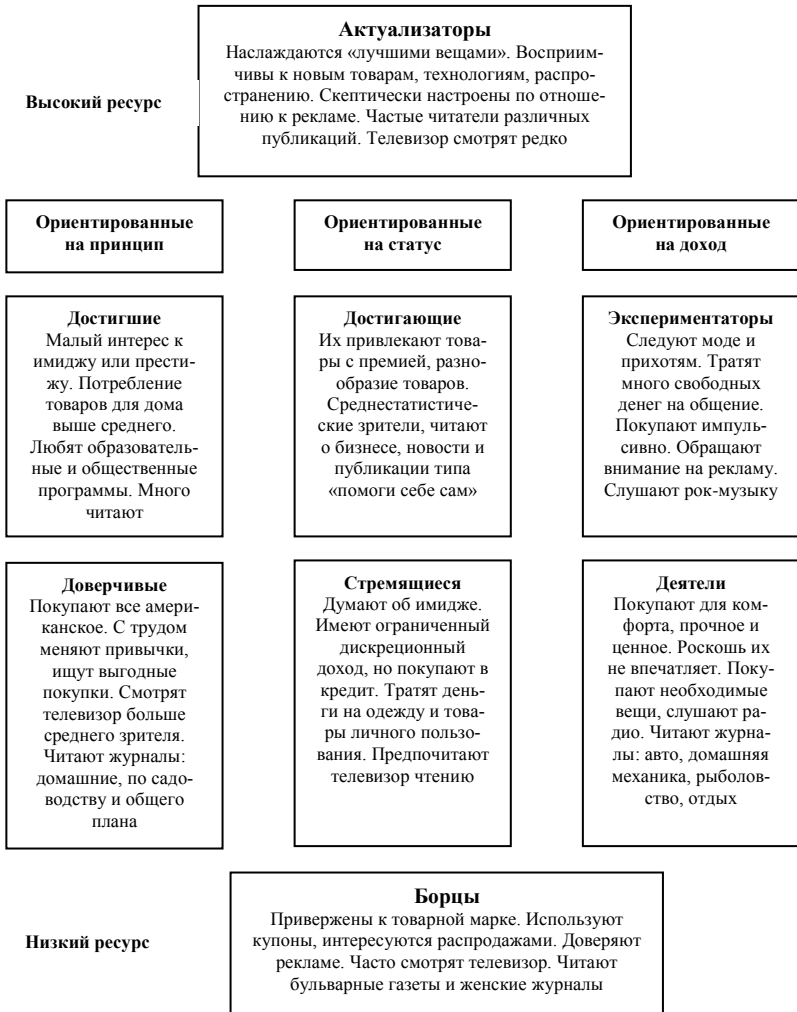 Актуализаторы
Наслаждаются «лучшими вещами». Восприим-
чивы к новым товарам, технологиям, распро-
странению. Скептически настроены по отноше-
нию к рекламе. Частые читатели различных
публикаций. Телевизор смотрят редко
Высокий ресурс
Ориентированные
на принцип
Ориентированные
на статус
Ориентированные
на доход
Достигшие
Малый интерес к
имиджу или прести-
жу. Потребление
товаров для дома
выше среднего.
Любят образователь-
ные и общественные
программы. Много
читают
Достигающие
Их привлекают това-
ры с премией, разно-
образие товаров.
Среднестатистиче-
ские зрители, читают
о бизнесе, новости и
публикации типа
«помоги себе сам»
Экспериментаторы
Следуют моде и
прихотям. Тратят
много свободных
денег на общение.
Покупают импуль-
сивно. Обращают
внимание на рекламу.
Слушают рок-музыку
Доверчивые
Покупают все амери-
канское. С трудом
меняют привычки,
ищут выгодные
покупки. Смотрят
телевизор больше
среднего зрителя.
Читают журналы:
домашние, по садо-
водству и общего
плана
Стремящиеся
Думают об имидже.
Имеют ограниченный
дискреционный
доход, но покупают в
кредит. Тратят день-
ги на одежду и това-
ры личного пользо-
вания. Предпочитают
телевизор чтению
Деятели
Покупают для ком-
форта, прочное и
ценное. Роскошь их
не впечатляет. Поку-
пают необходимые
вещи, слушают ра-
дио. Читают журна-
лы: авто, домашняя
механика, рыболов-
ство, отдых
Борцы
Привержены к товарной марке. Используют
купоны, интересуются распродажами. Доверяют
рекламе. Часто смотрят телевизор. Читают
бульварные газеты и женские журналы
Низкий ресурс